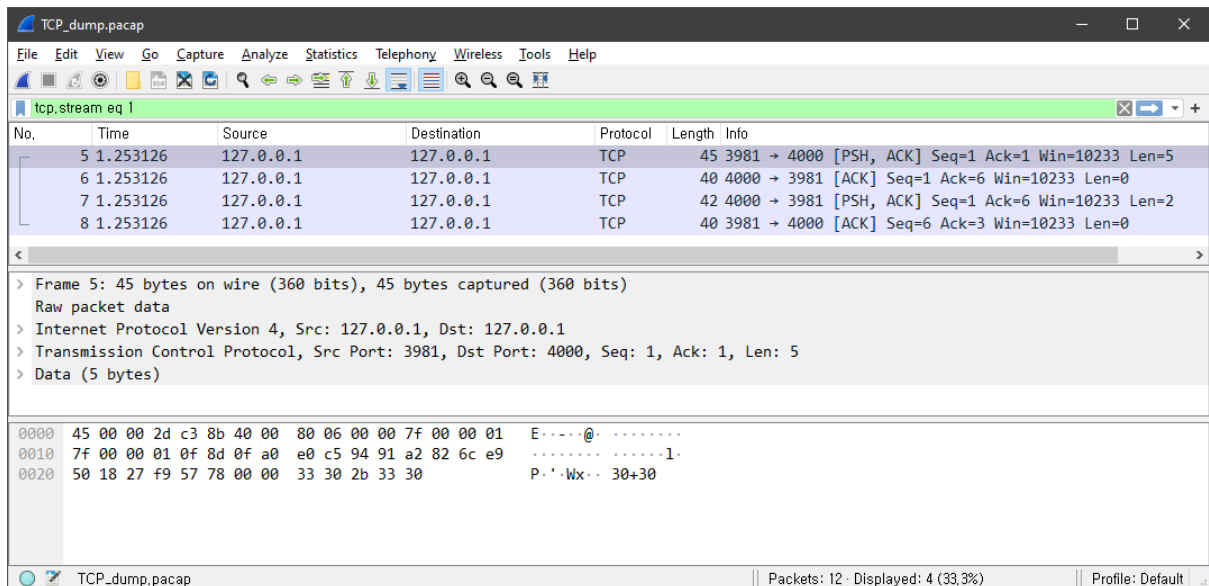 TCP_dump.pacap
File Edit View Go Capture Analyze Statistics Telephony Wireless Tools Help
tcp.stream eq 1
No. Time Source Destination Protocol Length Info
5 1.253126 127.0.0.1 127.0.0.1 TCP 45 3981 → 4000 [PSH, ACK] Seq=1 Ack=1 Win=10233 Len=5
6 1.253126 127.0.0.1 127.0.0.1 TCP 40 4000 → 3981 [ACK] Seq=1 Ack=6 Win=10233 Len=0
7 1.253126 127.0.0.1 127.0.0.1 TCP 42 4000 → 3981 [PSH, ACK] Seq=1 Ack=6 Win=10233 Len=2
8 1.253126 127.0.0.1 127.0.0.1 TCP 40 3981 → 4000 [ACK] Seq=6 Ack=3 Win=10233 Len=0
> Frame 5: 45 bytes on wire (360 bits), 45 bytes captured (360 bits)
Raw packet data
> Internet Protocol Version 4, Src: 127.0.0.1, Dst: 127.0.0.1
> Transmission Control Protocol, Src Port: 3981, Dst Port: 4000, Seq: 1, Ack: 1, Len: 5
> Data (5 bytes)
0000 45 00 00 2d c3 8b 40 00 80 06 00 00 7f 00 00 01 E··-··@· ········
0010 7f 00 00 01 0f 8d 0f a0 e0 c5 94 91 a2 82 6c e9 ········ ······l·
0020 50 18 27 f9 57 78 00 00 33 30 2b 33 30 P·'·Wx·· 30+30
TCP_dump.pacap Packets: 12 · Displayed: 4 (33,3%) Profile: Default